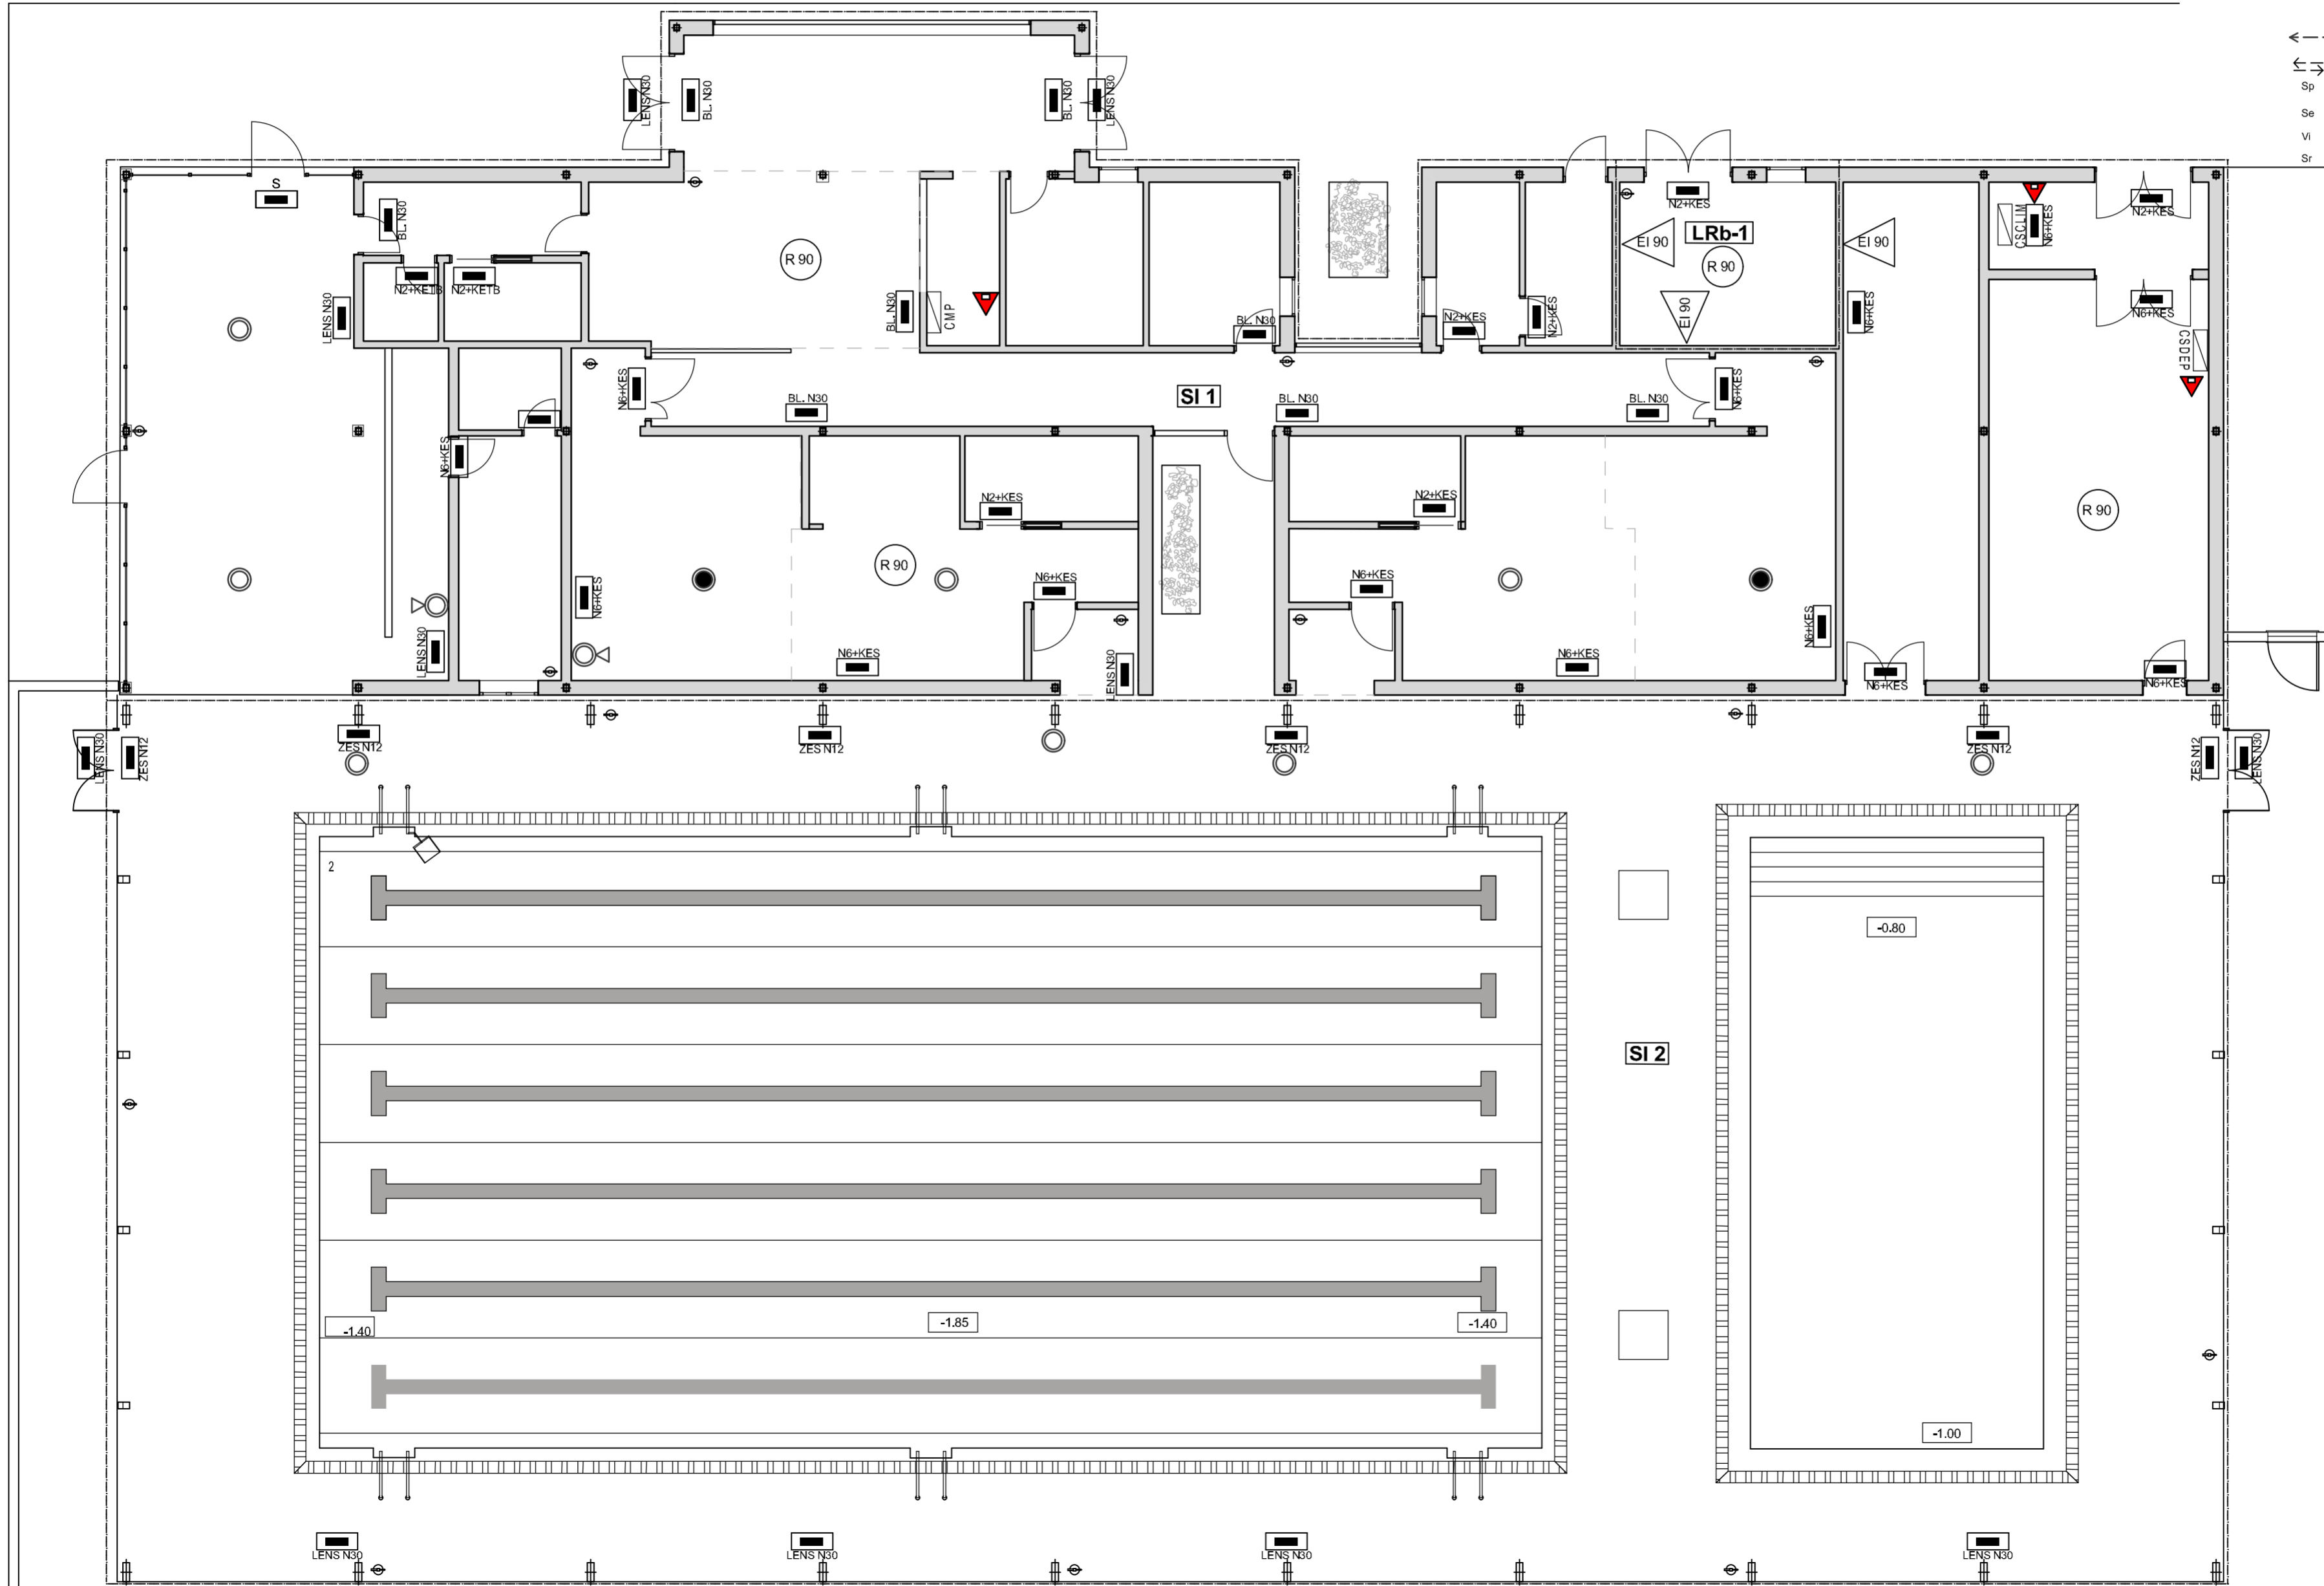 Sp
Se
Vi
Sr
LENS N30
BL. N30
BL. N30
LENS N30
S
BL. N30
N2+KETB
N2+KETB
LENS N30
R 90
BL. N30
CMP
BL. N30
N2+KES
N2+KES
N2+KES
EI 90
LRb-1
R 90
EI 90
EI 90
N6+KES
CSCLIM
N6+KES
N2+KES
N6+KES
CSDEP
N6+KES
BL. N30
SI 1
BL. N30
BL. N30
N6+KES
N6+KES
N2+KES
N2+KES
R 90
R 90
N6+KES
N6+KES
N6+KES
N6+KES
LENS N30
N6+KES
LENS N30
N6+KES
N6+KES
N6+KES
LENS N30
ZES N12
ZES N12
ZES N12
ZES N12
ZES N12
ZES N12
LENS N30
2
-0.80
SI 2
-1.40
-1.85
-1.40
-1.00
LENS N30
LENS N30
LENS N30
LENS N30